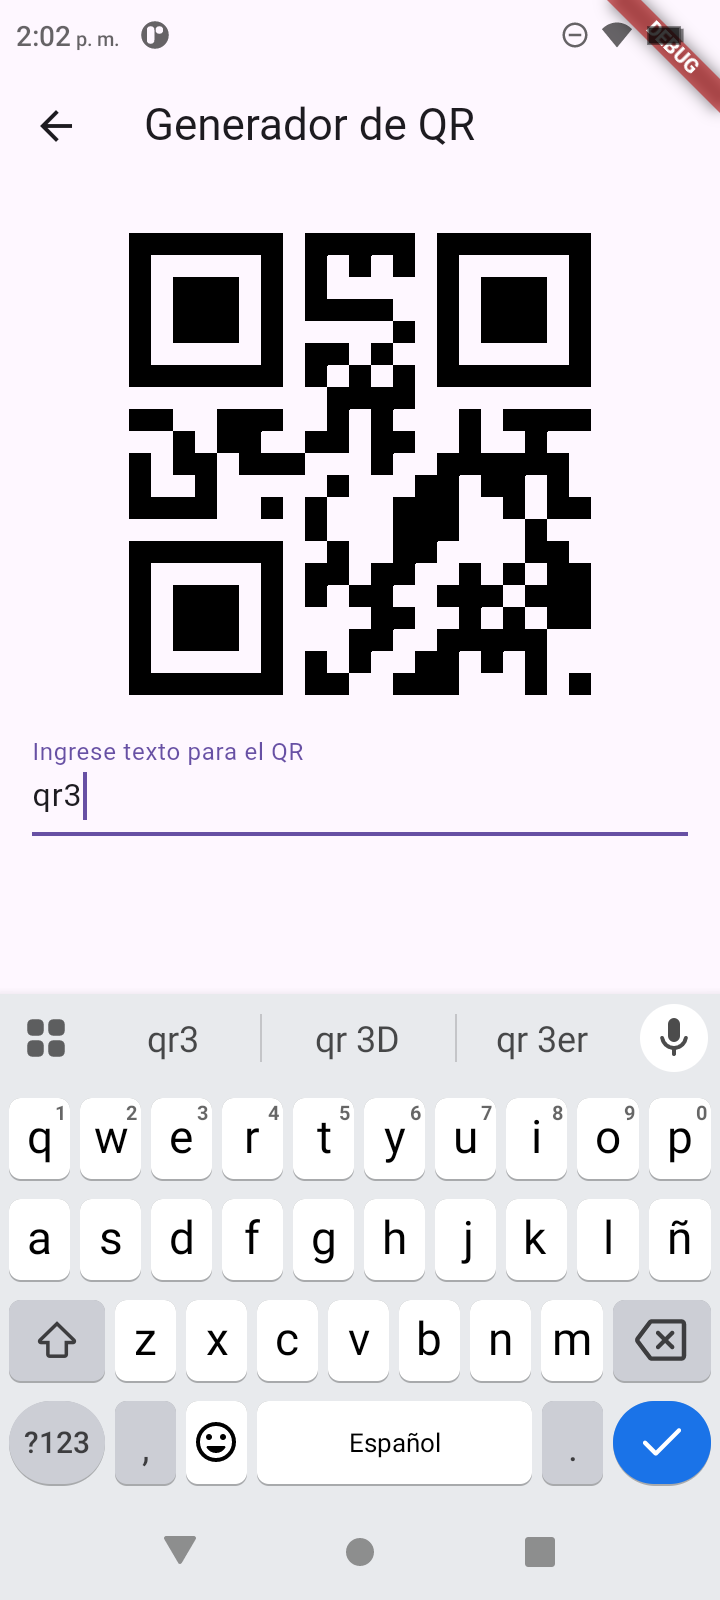 2:02 p. m.
DEBUG
Generador de QR
Ingrese texto para el QR
qr3
qr3 qr 3D qr 3er
1 2 3 4 5 6 7 8 9 0
q w e r t y u i o p
a s d f g h j k l ñ
z x c v b n m
?123 , Español .